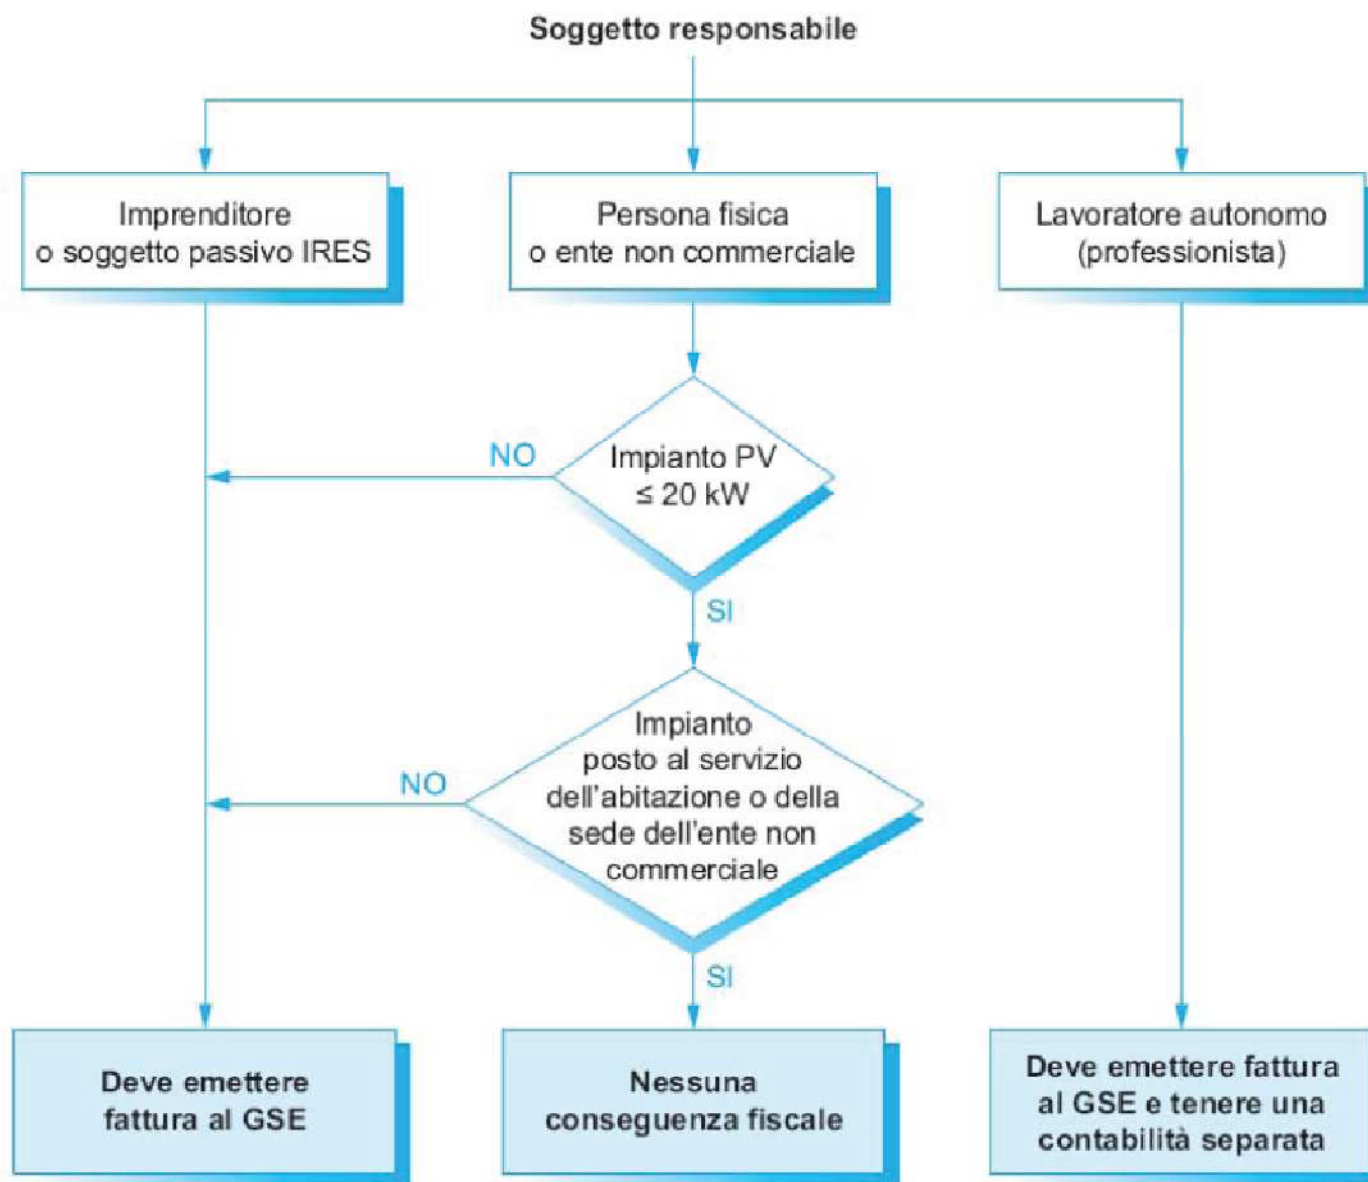 Soggetto responsabile
Imprenditore
o soggetto passivo IRES
Persona fisica
o ente non commerciale
Lavoratore autonomo
(professionista)
NO
Impianto PV
≤ 20 kW
SI
NO
Impianto
posto al servizio
dell'abitazione o della
sede dell'ente non
commerciale
SI
Deve emettere
fattura al GSE
Nessuna
conseguenza fiscale
Deve emettere fattura
al GSE e tenere una
contabilità separata